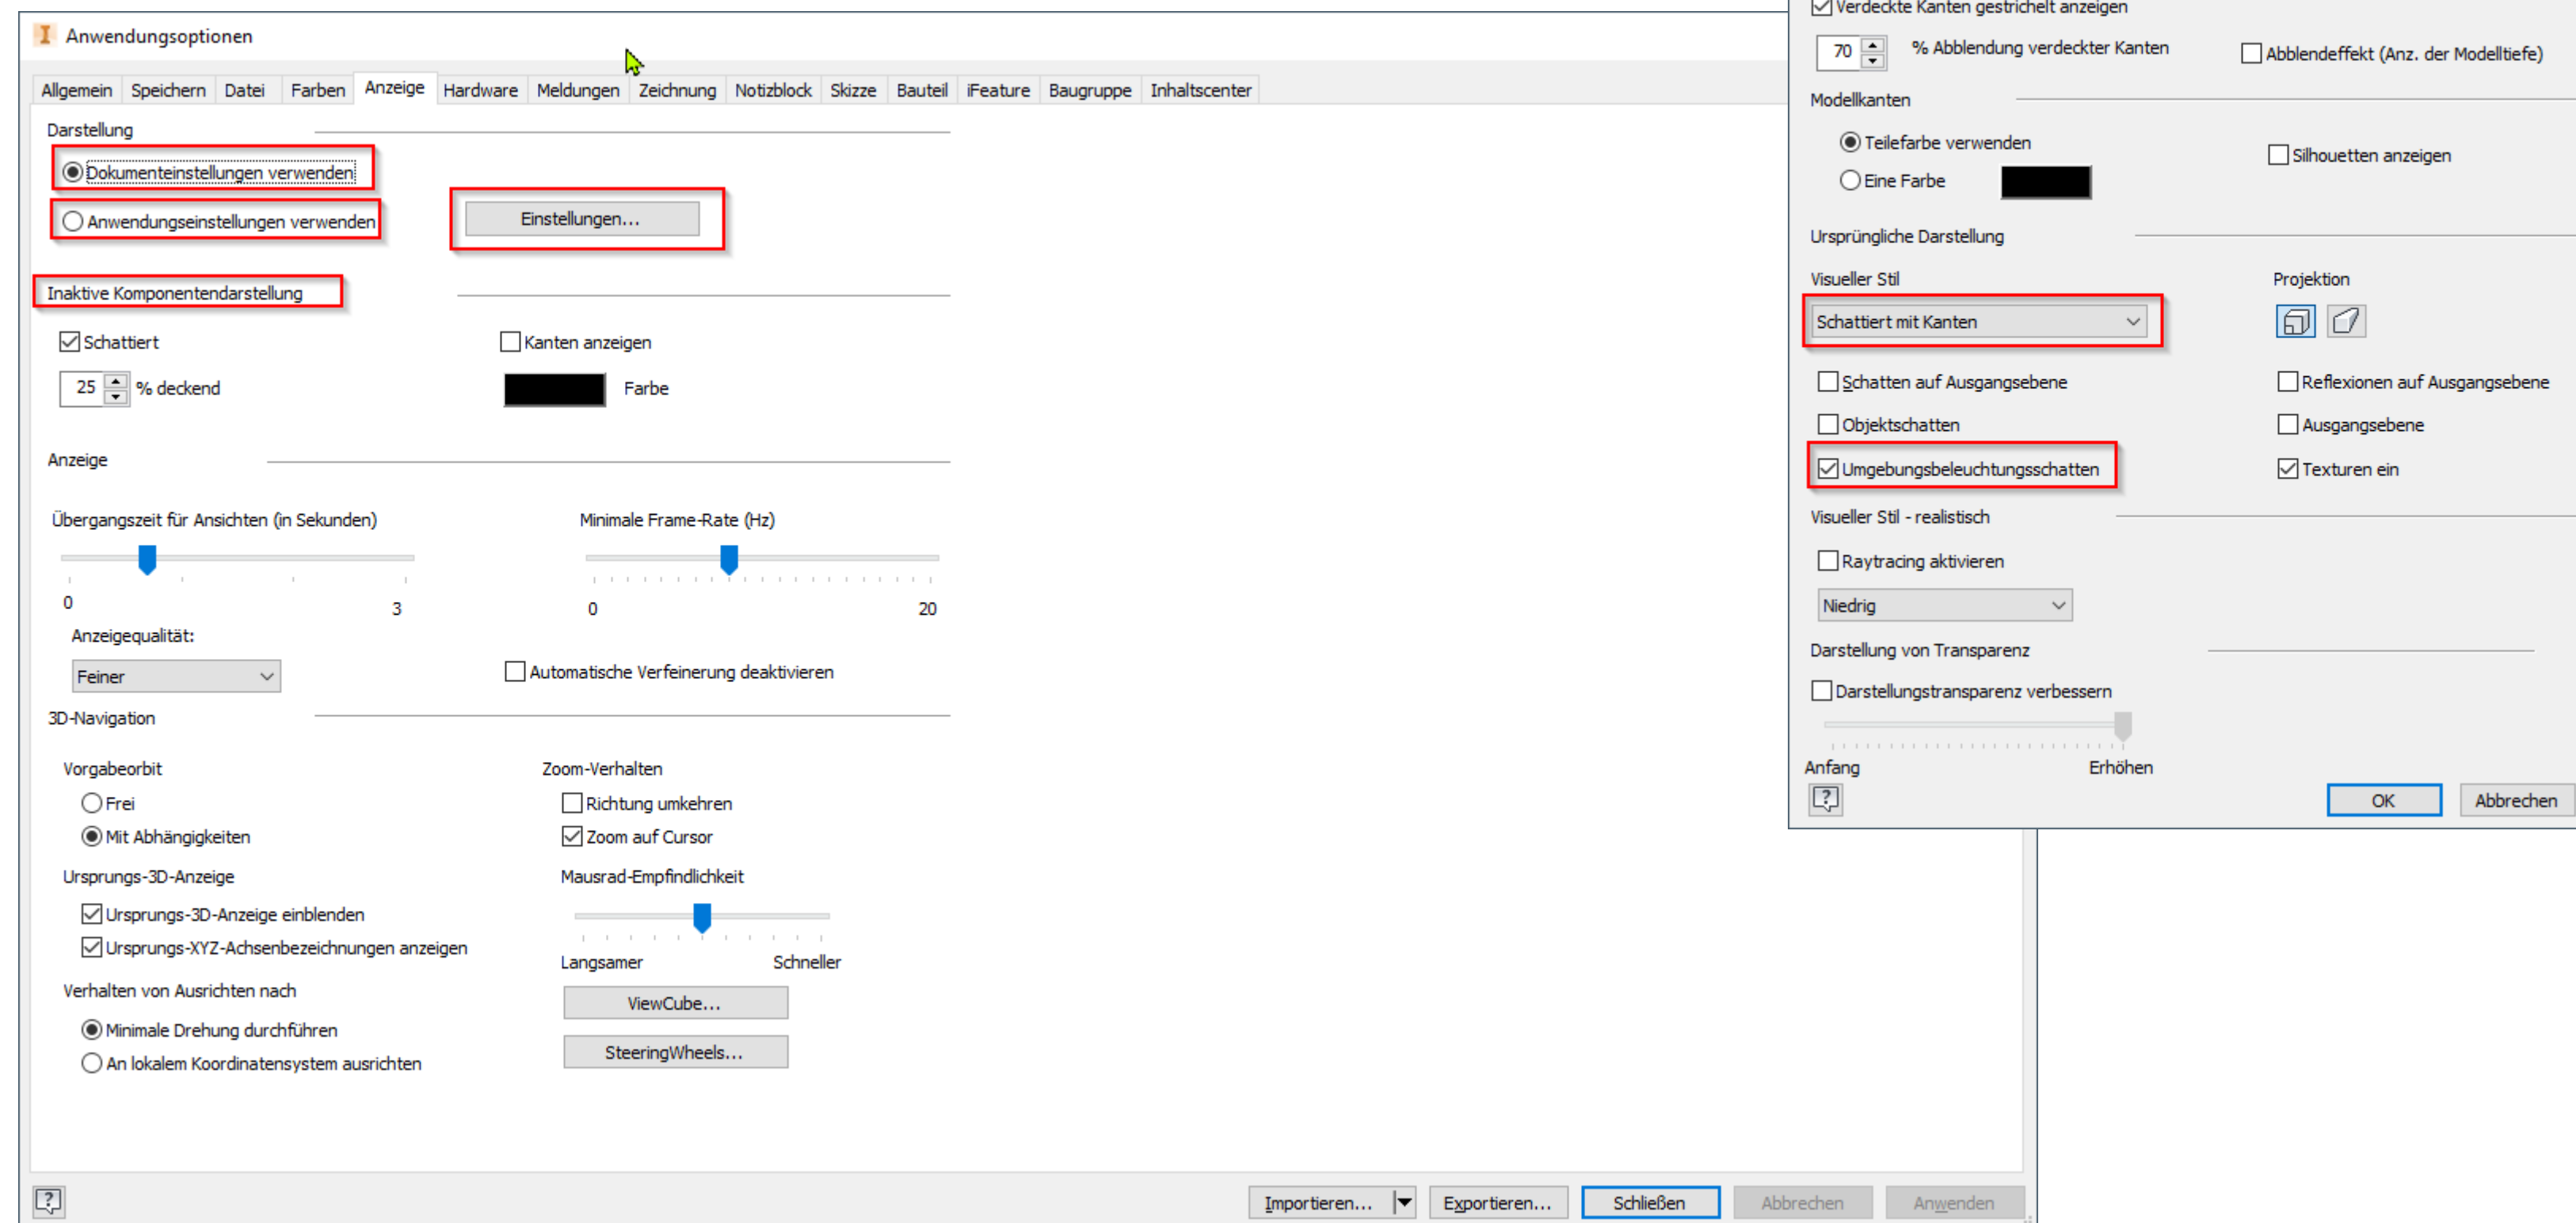 Anwendungsoptionen
Allgemein Speichern Datei Farben Anzeige Hardware Meldungen Zeichnung Notizblock Skizze Bauteil iFeature Baugruppe Inhaltscenter
Darstellung
Dokumenteinstellungen verwenden
Anwendungseinstellungen verwenden
Einstellungen...
Inaktive Komponentendarstellung
Schattiert
Kanten anzeigen
25 % deckend
Farbe
Anzeige
Übergangszeit für Ansichten (in Sekunden)
Minimale Frame-Rate (Hz)
0 3
0 20
Anzeigequalität:
Feiner
Automatische Verfeinerung deaktivieren
3D-Navigation
Vorgabeorbit
Frei
Mit Abhängigkeiten
Zoom-Verhalten
Richtung umkehren
Zoom auf Cursor
Ursprungs-3D-Anzeige
Ursprungs-3D-Anzeige einblenden
Ursprungs-XYZ-Achsenbezeichnungen anzeigen
Mausrad-Empfindlichkeit
Langsamer Schneller
Verhalten von Ausrichten nach
Minimale Drehung durchführen
An lokalem Koordinatensystem ausrichten
ViewCube...
SteeringWheels...
Importieren... Exportieren... Schließen Abbrechen Anwenden
Verdeckte Kanten gestrichelt anzeigen
70 % Abblendung verdeckter Kanten
Abblendeffekt (Anz. der Modelltiefe)
Modellkanten
Teilefarbe verwenden
Silhouetten anzeigen
Eine Farbe
Ursprüngliche Darstellung
Visueller Stil
Projektion
Schattiert mit Kanten
Schatten auf Ausgangsebene
Reflexionen auf Ausgangsebene
Objektschatten
Ausgangsebene
Umgebungsbeleuchtungsschatten
Texturen ein
Visueller Stil - realistisch
Raytracing aktivieren
Niedrig
Darstellung von Transparenz
Darstellungstransparenz verbessern
Anfang Erhöhen
OK Abbrechen